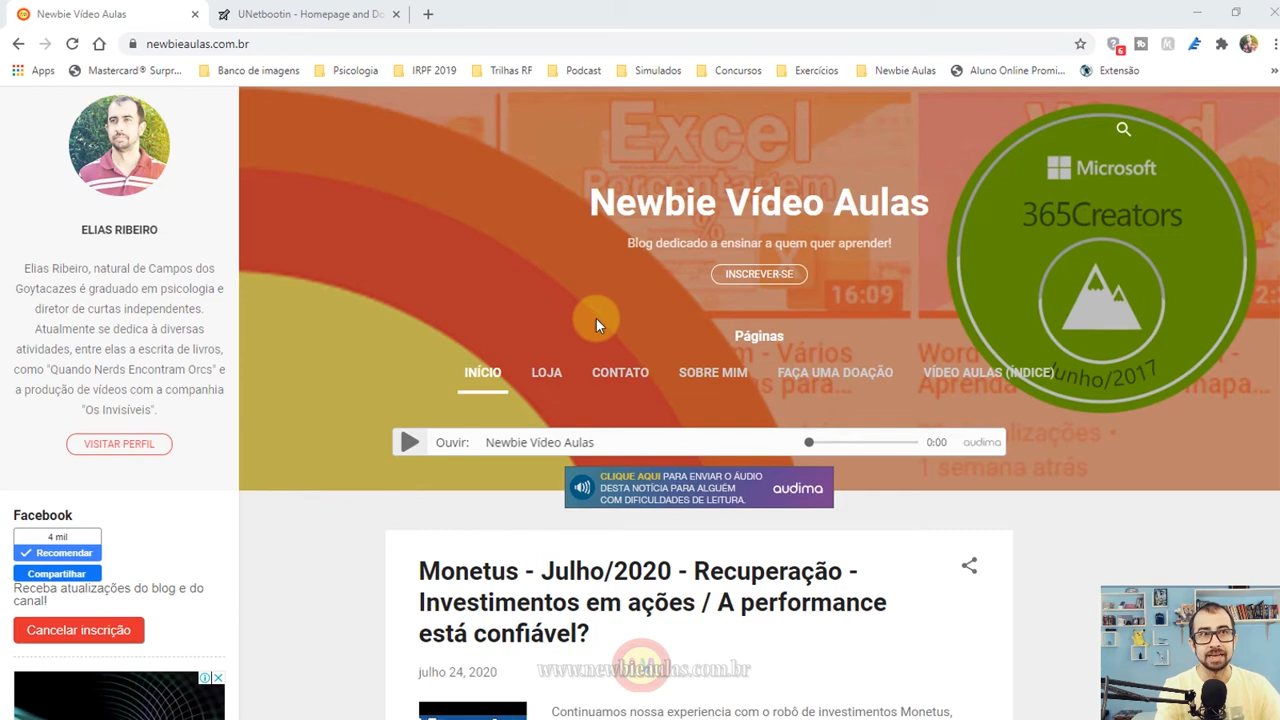 Newbie Vídeo Aulas
UNetbootin - Homepage and Do
newbieaulas.com.br
6
Apps
Mastercard® Surpr...
Banco de imagens
Psicologia
IRPF 2019
Trilhas RF
Podcast
Simulados
Concursos
Exercícios
Newbie Aulas
Aluno Online Promi...
Extensão
»
ELIAS RIBEIRO
Elias Ribeiro, natural de Campos dos
Goytacazes é graduado em psicologia e
diretor de curtas independentes.
Atualmente se dedica à diversas
atividades, entre elas a escrita de livros,
como "Quando Nerds Encontram Orcs" e
a produção de vídeos com a companhia
"Os Invisíveis".
VISITAR PERFIL
Facebook
4 mil
Recomendar
Compartilhar
Receba atualizações do blog e do
canal!
Cancelar inscrição
Excel
Porcentagem
%
16:09
Microsoft
365Creators
Junho/2017
Newbie Vídeo Aulas
Blog dedicado a ensinar a quem quer aprender!
INSCREVER-SE
Páginas
INÍCIO
LOJA
CONTATO
SOBRE MIM
FAÇA UMA DOAÇÃO
VÍDEO AULAS (ÍNDICE)
1 semana atrás
Ouvir: Newbie Vídeo Aulas
0:00
audima
CLIQUE AQUI PARA ENVIAR O ÁUDIO
DESTA NOTÍCIA PARA ALGUÉM
COM DIFICULDADES DE LEITURA.
audima
Monetus - Julho/2020 - Recuperação -
Investimentos em ações / A performance
está confiável?
julho 24, 2020
www.newbieaulas.com.br
Continuamos nossa experiencia com o robô de investimentos Monetus,